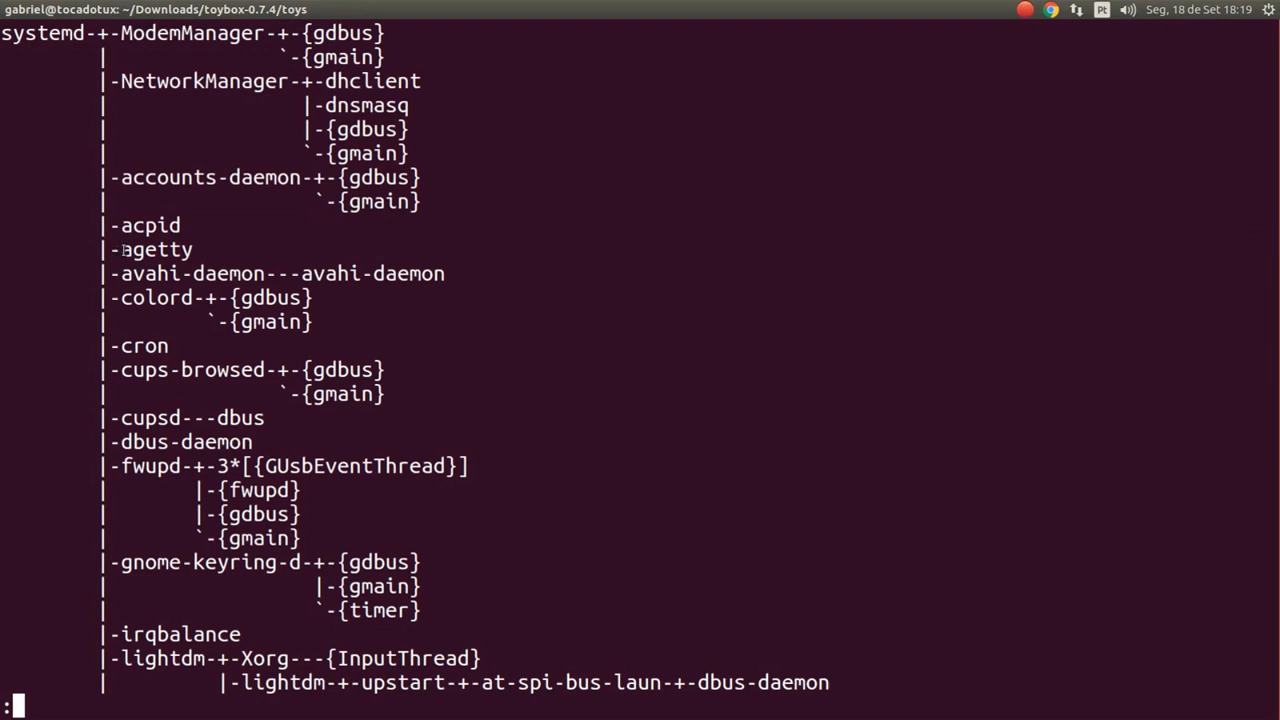 gabriel@tocadotux: ~/Downloads/toybox-0.7.4/toys Pt Seg, 18 de Set 18:19
systemd-+-ModemManager-+-{gdbus}
        |              `-{gmain}
        |-NetworkManager-+-dhclient
        |                |-dnsmasq
        |                |-{gdbus}
        |                `-{gmain}
        |-accounts-daemon-+-{gdbus}
        |                 `-{gmain}
        |-acpid
        |-agetty
        |-avahi-daemon---avahi-daemon
        |-colord-+-{gdbus}
        |        `-{gmain}
        |-cron
        |-cups-browsed-+-{gdbus}
        |              `-{gmain}
        |-cupsd---dbus
        |-dbus-daemon
        |-fwupd-+-3*[{GUsbEventThread}]
        |       |-{fwupd}
        |       |-{gdbus}
        |       `-{gmain}
        |-gnome-keyring-d-+-{gdbus}
        |                 |-{gmain}
        |                 `-{timer}
        |-irqbalance
        |-lightdm-+-Xorg---{InputThread}
        |         |-lightdm-+-upstart-+-at-spi-bus-laun-+-dbus-daemon
: